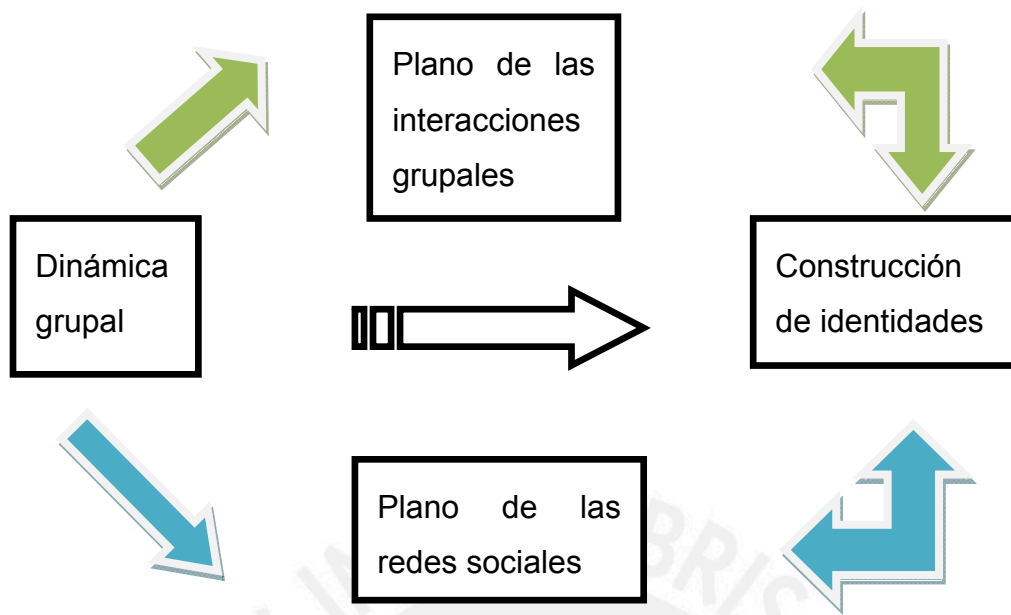 Plano de las
interacciones
grupales
Dinámica
grupal
Construcción
de identidades
Plano de las
redes sociales